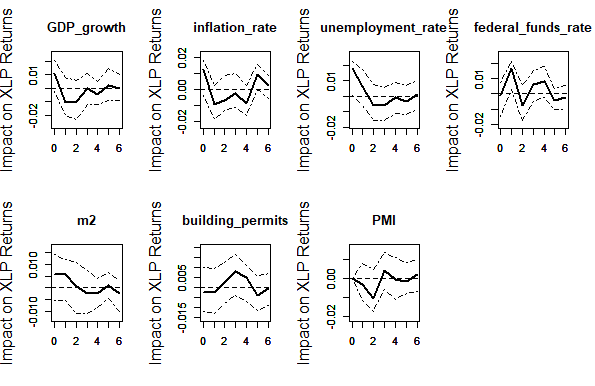 GDP_growth
Impact on XLP Returns
-0.02
0.01
0 2 4 6
inflation_rate
Impact on XLP Returns
-0.02
0.00
0.02
0 2 4 6
unemployment_rate
Impact on XLP Returns
-0.02
0.01
0 2 4 6
federal_funds_rate
Impact on XLP Returns
-0.02
0.01
0 2 4 6
m2
Impact on XLP Returns
-0.015
0.010
0 2 4 6
building_permits
Impact on XLP Returns
-0.015
0.005
0 2 4 6
PMI
Impact on XLP Returns
-0.02
0.00
0 2 4 6